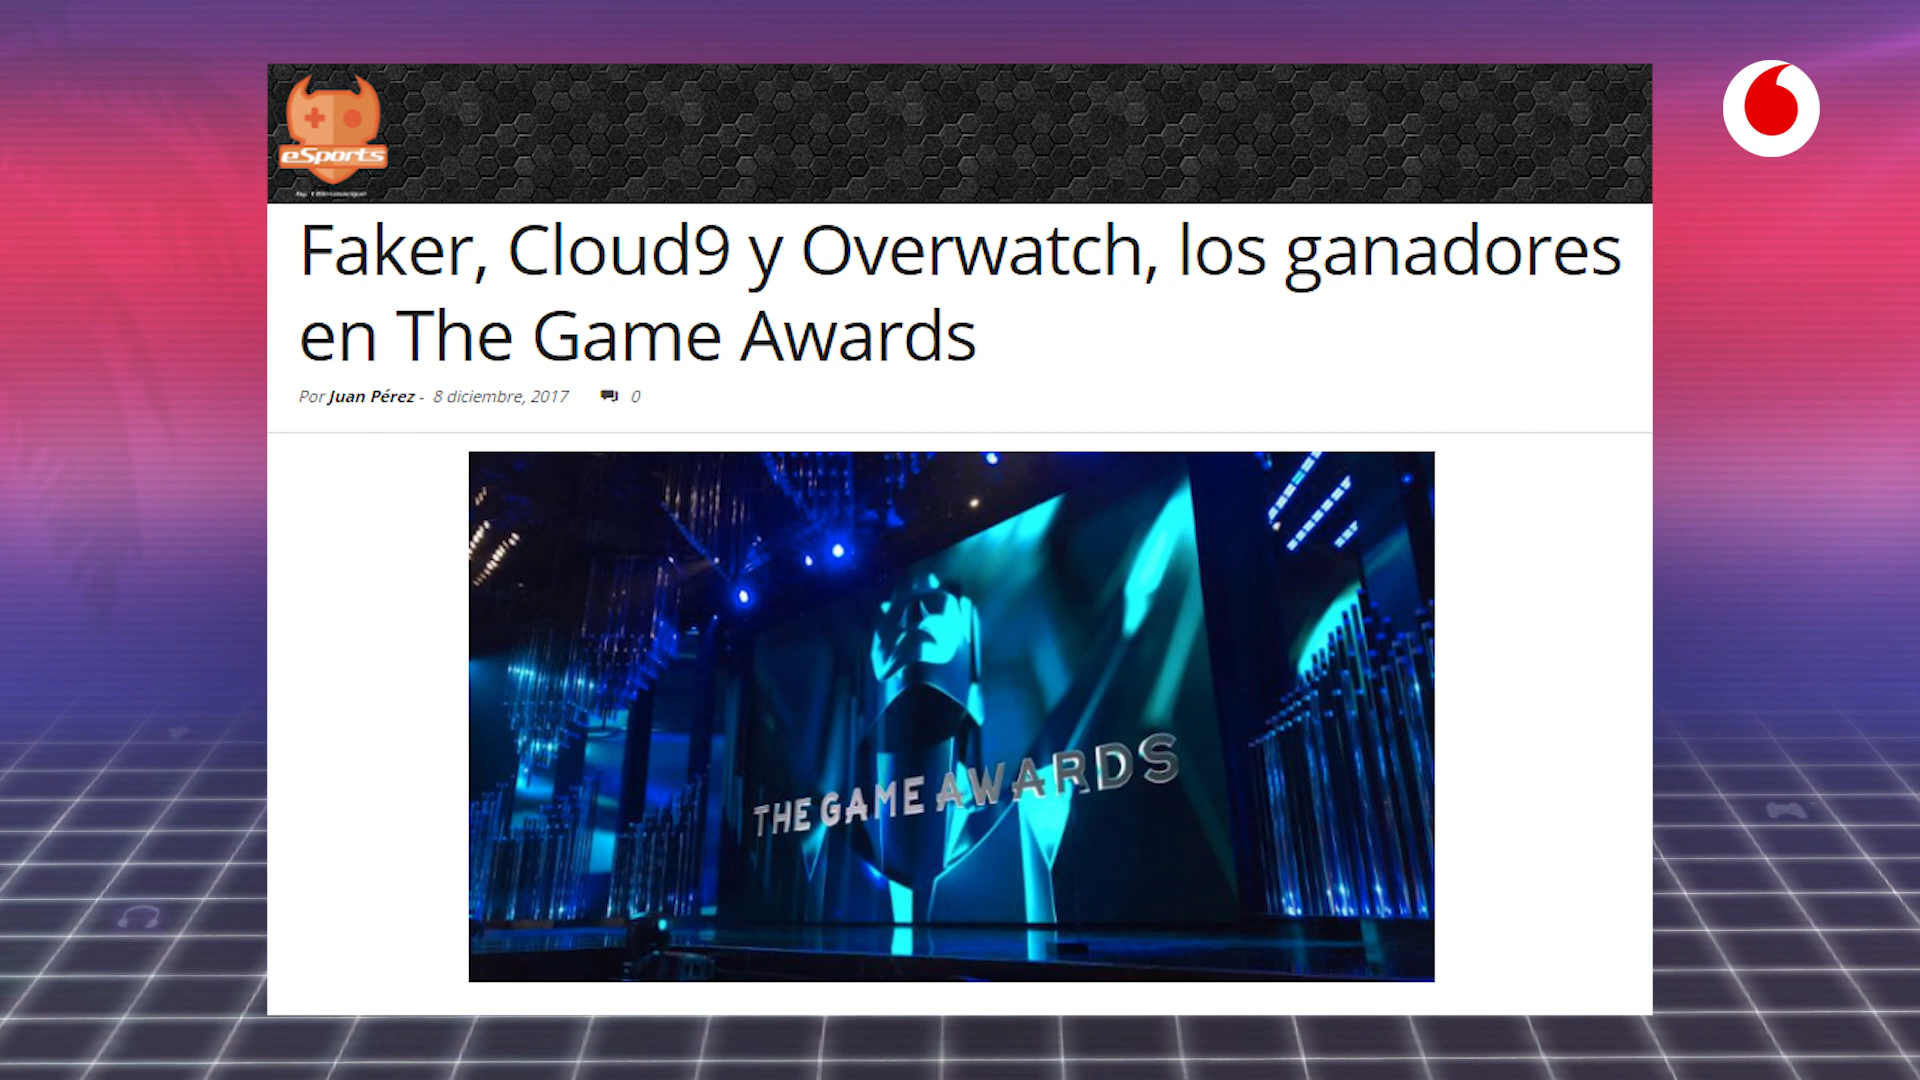 eSports
Faker, Cloud9 y Overwatch, los ganadores
en The Game Awards
Por Juan Pérez - 8 diciembre, 2017 0
THE GAME AWARDS